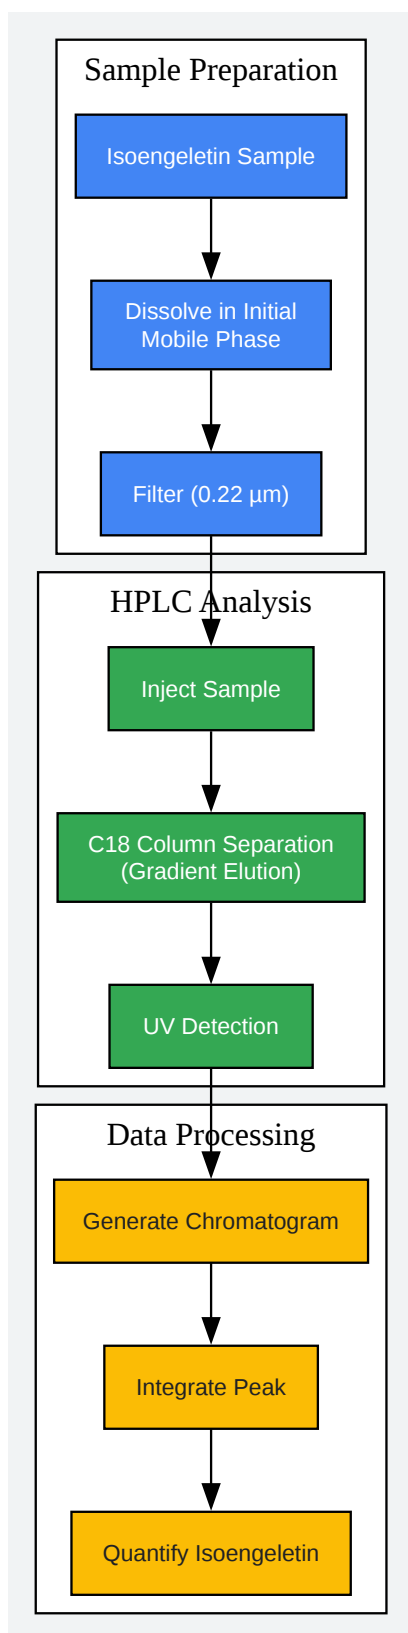 Sample Preparation
Isoengeletin Sample
Dissolve in Initial
Mobile Phase
Filter (0.22 µm)
HPLC Analysis
Inject Sample
C18 Column Separation
(Gradient Elution)
UV Detection
Data Processing
Generate Chromatogram
Integrate Peak
Quantify Isoengeletin